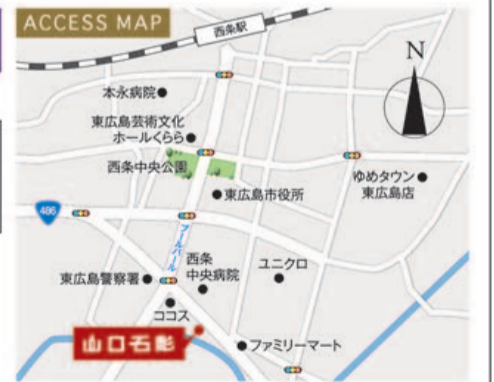 ACCESS MAP
西条駅
N
本永病院
東広島芸術文化
ホールくらら
西条中央公園
ゆめタウン
東広島店
東広島市役所
486
ブールバール
西条
中央病院
ユニクロ
東広島警察署
ココス
山口石彫
ファミリーマート